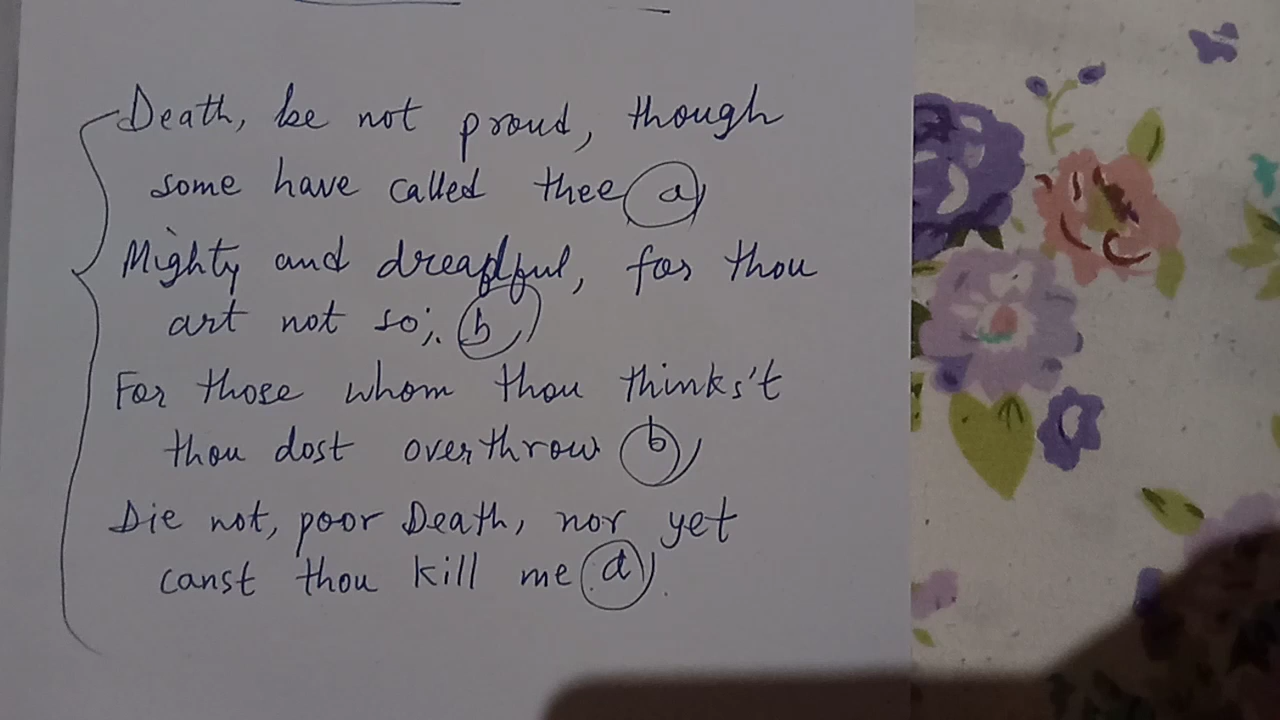 Death, be not proud, though
some have called thee a
Mighty and dreadful, for thou
art not so; b
For those whom thou thinks't
thou dost overthrow b
Die not, poor Death, nor yet
canst thou kill me a